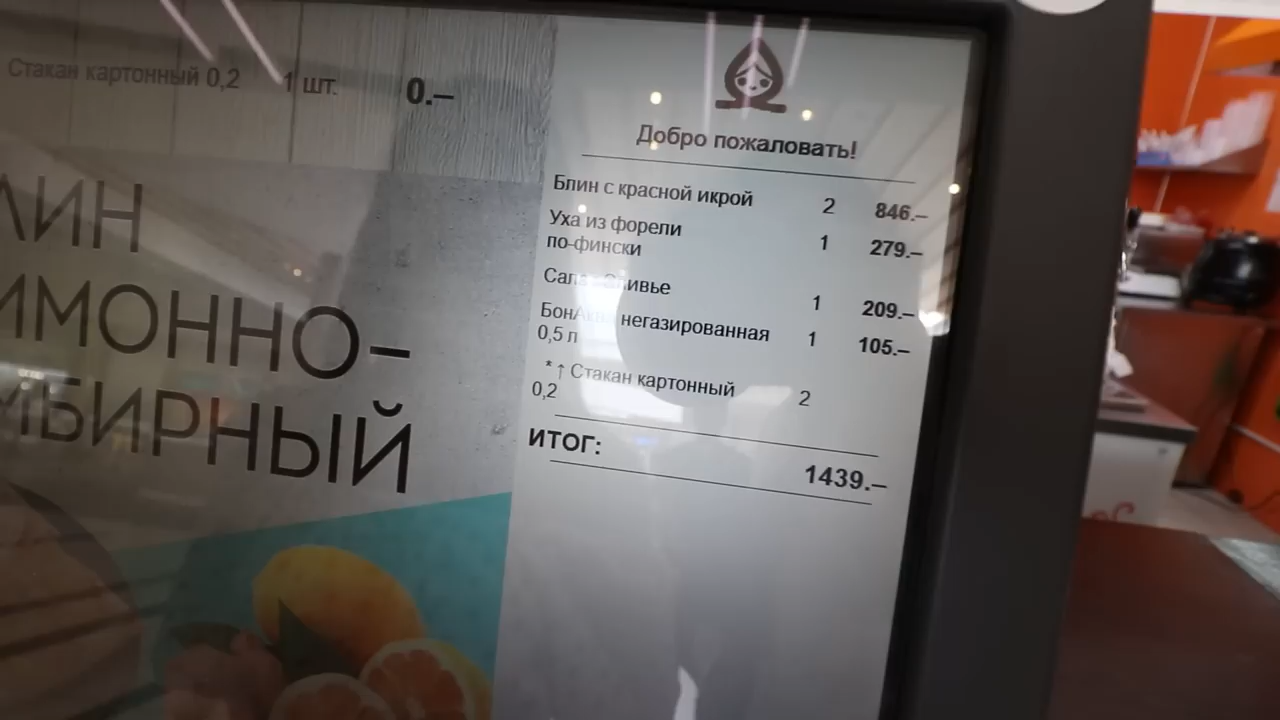 Стакан картонный 0,2 1 шт. 0.–
ЛИН
ИМОННО–
МБИРНЫЙ
Добро пожаловать!
Блин с красной икрой 2 846.–
Уха из форели
по-фински 1 279.–
Оливье 1 209.–
негазированная 1 105.–
0,5 л
* ↑ Стакан картонный 2
0,2
ИТОГ: 1439.–